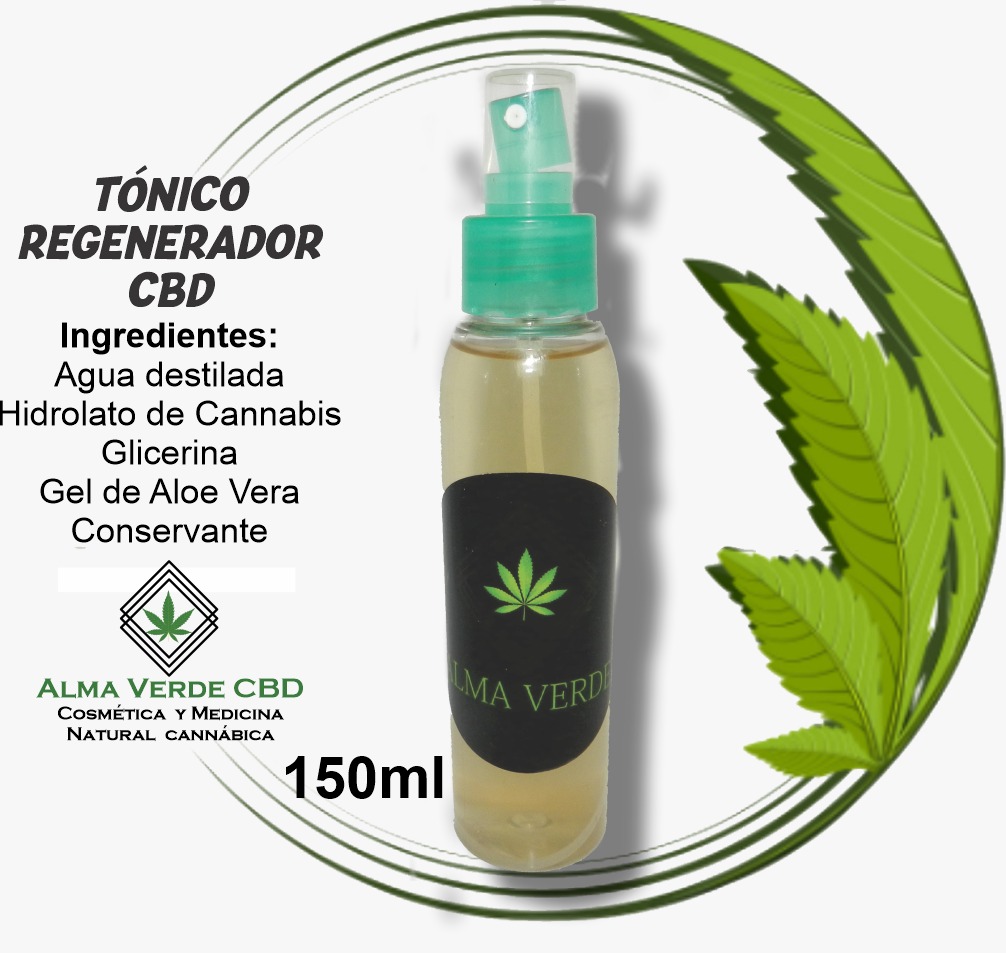 TÓNICO
REGENERADOR
CBD
Ingredientes:
Agua destilada
Hidrolato de Cannabis
Glicerina
Gel de Aloe Vera
Conservante
ALMA VERDE CBD
COSMÉTICA Y MEDICINA
NATURAL CANNÁBICA
150ml
ALMA VERDE